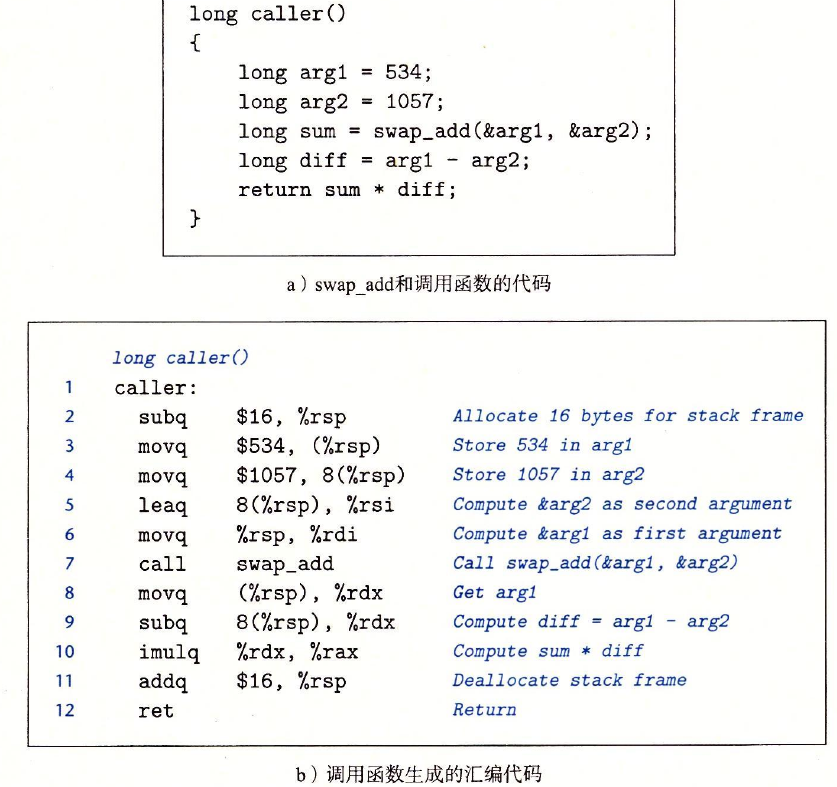 long caller()
{
    long arg1 = 534;
    long arg2 = 1057;
    long sum = swap_add(&arg1, &arg2);
    long diff = arg1 - arg2;
    return sum * diff;
}
a）swap_add和调用函数的代码
long caller()
1 caller:
2 subq $16, %rsp Allocate 16 bytes for stack frame
3 movq $534, (%rsp) Store 534 in arg1
4 movq $1057, 8(%rsp) Store 1057 in arg2
5 leaq 8(%rsp), %rsi Compute &arg2 as second argument
6 movq %rsp, %rdi Compute &arg1 as first argument
7 call swap_add Call swap_add(&arg1, &arg2)
8 movq (%rsp), %rdx Get arg1
9 subq 8(%rsp), %rdx Compute diff = arg1 - arg2
10 imulq %rdx, %rax Compute sum * diff
11 addq $16, %rsp Deallocate stack frame
12 ret Return
b）调用函数生成的汇编代码